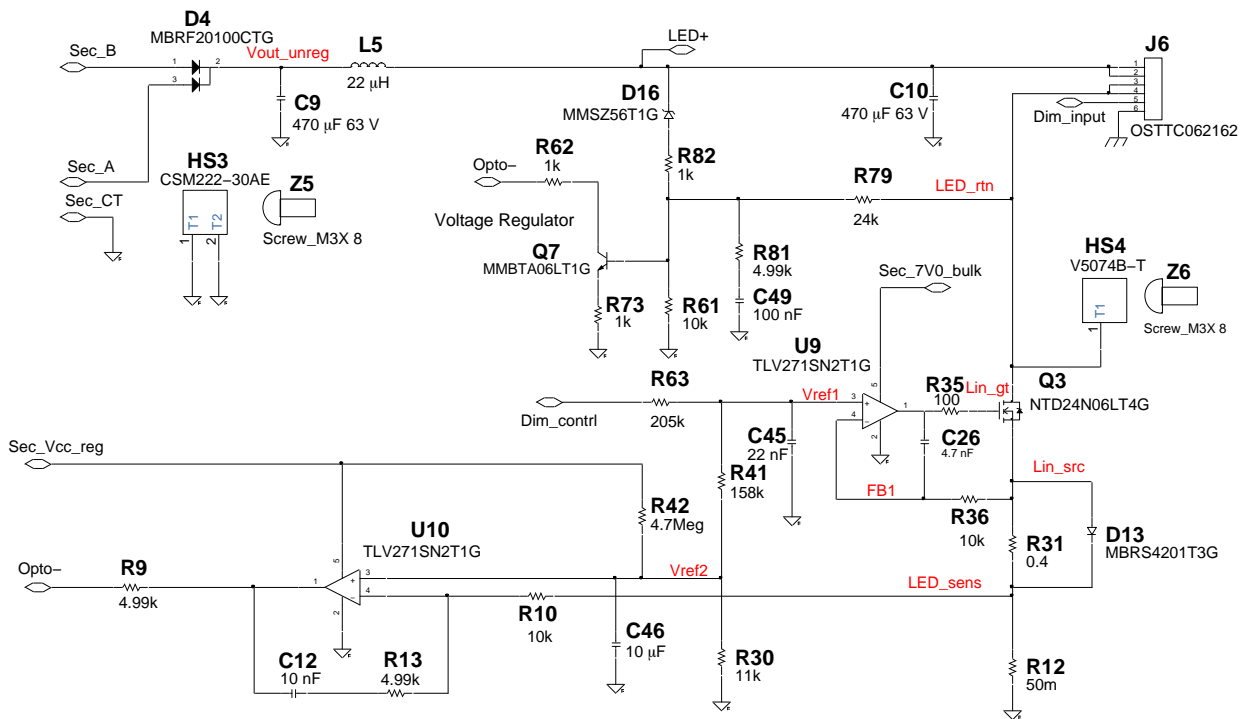 D4
MBRF20100CTG
Sec_B
1
2
3
Vout_unreg
L5
22 μH
LED+
J6
1
2
3
4
5
6
OSTTC062162
Dim_input
C9
470 μF 63 V
D16
MMSZ56T1G
C10
470 μF 63 V
Sec_A
Sec_CT
HS3
CSM222−30AE
T1
T2
1
2
Z5
Screw_M3X 8
R62
1k
Opto−
R82
1k
R79
24k
LED_rtn
Voltage Regulator
Q7
MMBTA06LT1G
R73
1k
R61
10k
R81
4.99k
C49
100 nF
Sec_7V0_bulk
HS4
V5074B−T
T1
1
Z6
Screw_M3X 8
U9
TLV271SN2T1G
5
3
+
4
−
1
2
R63
205k
Dim_contrl
Vref1
R35
100
Lin_gt
Q3
NTD24N06LT4G
C45
22 nF
C26
4.7 nF
Sec_Vcc_reg
R41
158k
FB1
R36
10k
Lin_src
R42
4.7Meg
U10
TLV271SN2T1G
5
3
+
4
−
1
2
R31
0.4
D13
MBRS4201T3G
Opto−
R9
4.99k
Vref2
LED_sens
R10
10k
C46
10 μF
C12
10 nF
R13
4.99k
R30
11k
R12
50m